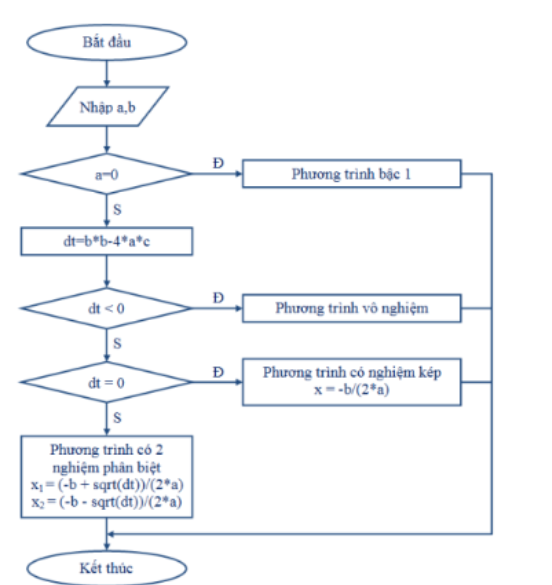 Bắt đầu
Nhập a,b
a=0
Đ
Phương trình bậc 1
S
dt=b*b-4*a*c
dt < 0
Đ
Phương trình vô nghiệm
S
dt = 0
Đ
Phương trình có nghiệm kép
x = -b/(2*a)
S
Phương trình có 2
nghiệm phân biệt
x₁ = (-b + sqrt(dt))/(2*a)
x₂ = (-b - sqrt(dt))/(2*a)
Kết thúc